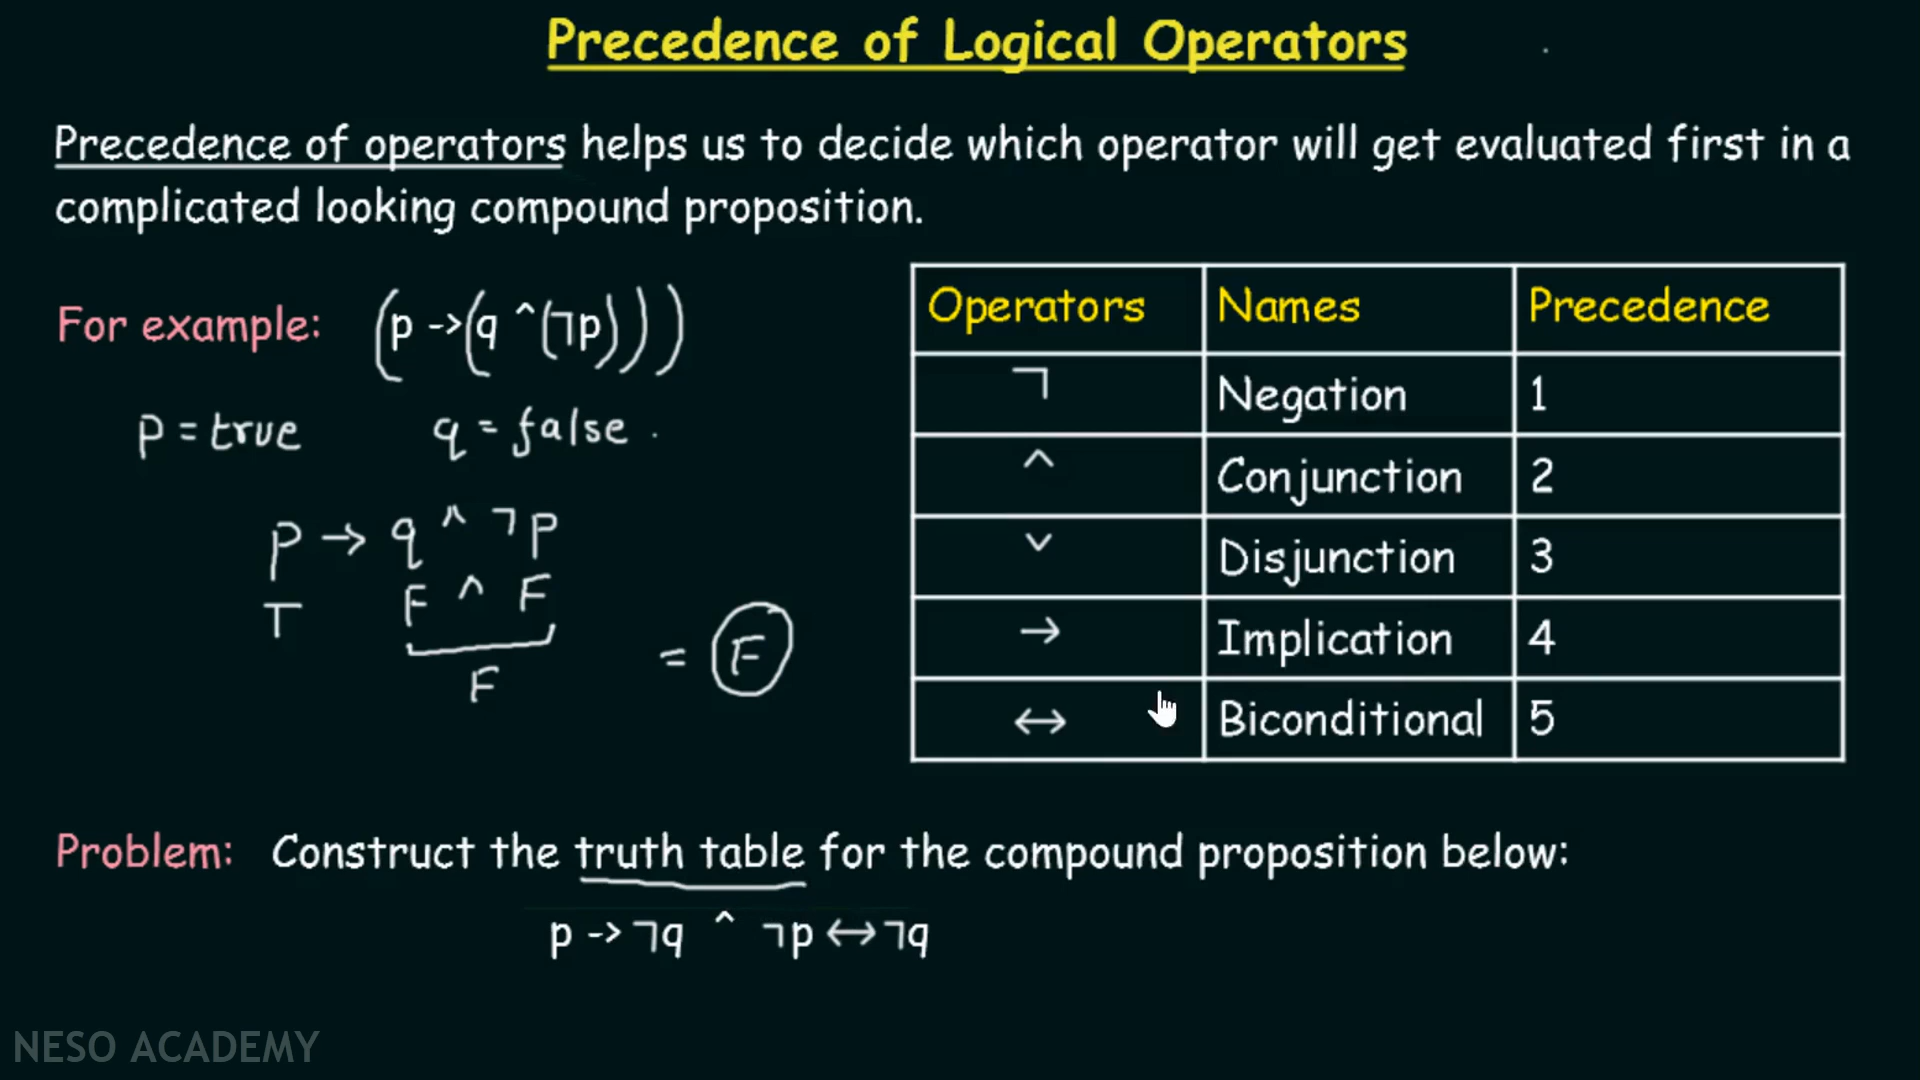 Precedence of Logical Operators
Precedence of operators helps us to decide which operator will get evaluated first in a
complicated looking compound proposition.
For example: (p ->(q ^(¬p)))
p = true q = false .
p → q ^ ¬p
T F ^ F
F
= F
Operators Names Precedence
¬ Negation 1
^ Conjunction 2
v Disjunction 3
→ Implication 4
↔ Biconditional 5
Problem: Construct the truth table for the compound proposition below:
p -> ¬q ^ ¬p ↔ ¬q
NESO ACADEMY